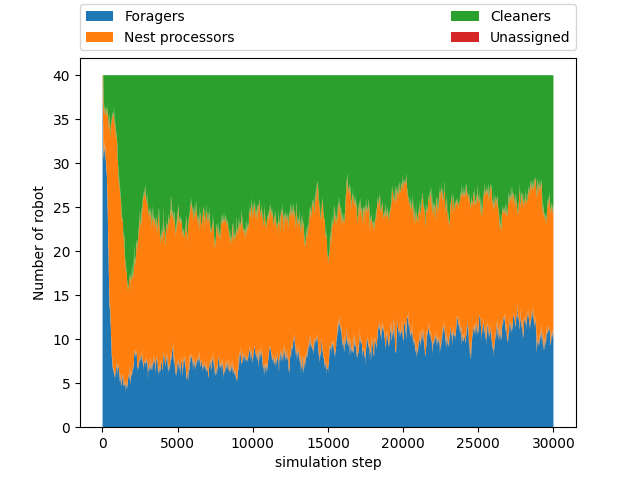 Foragers
Nest processors
Cleaners
Unassigned
40
35
30
25
20
15
10
5
0
Number of robot
0 5000 10000 15000 20000 25000 30000
simulation step